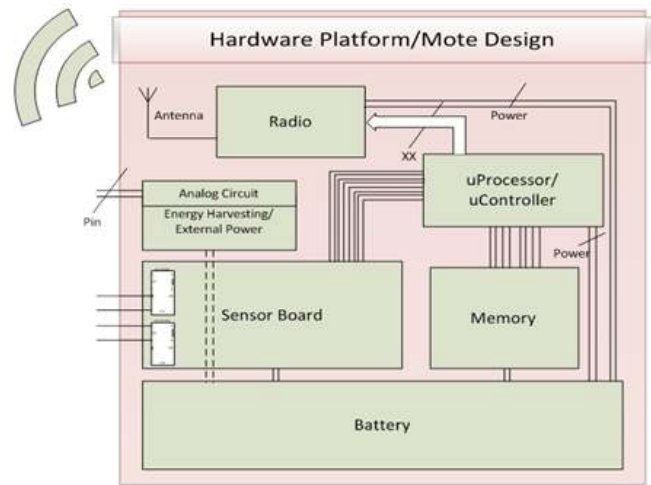 Hardware Platform/Mote Design
Antenna
Radio
Power
XX
uProcessor/
uController
Analog Circuit
Energy Harvesting/
External Power
Pin
Power
Sensor Board
Memory
Battery